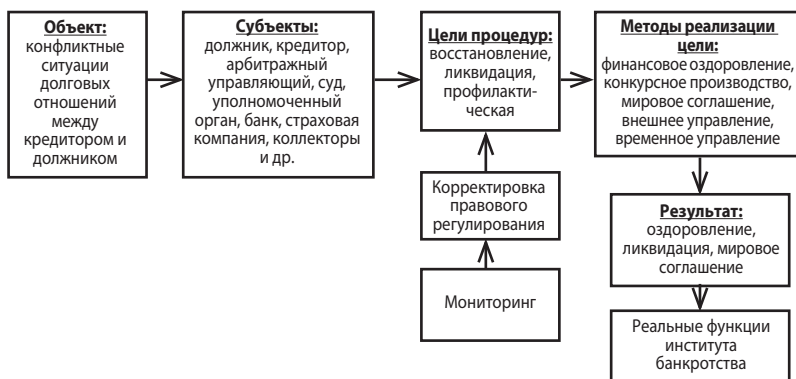 Объект:
конфликтные
ситуации
долговых
отношений
между
кредитором и
должником
Субъекты:
должник, кредитор,
арбитражный
управляющий, суд,
уполномоченный
орган, банк, страховая
компания, коллекторы
и др.
Цели процедур:
восстановление,
ликвидация,
профилакти-
ческая
Методы реализации
цели:
финансовое оздоровление,
конкурсное производство,
мировое соглашение,
внешнее управление,
временное управление
Корректировка
правового
регулирования
Мониторинг
Результат:
оздоровление,
ликвидация, мировое
соглашение
Реальные функции
института
банкротства